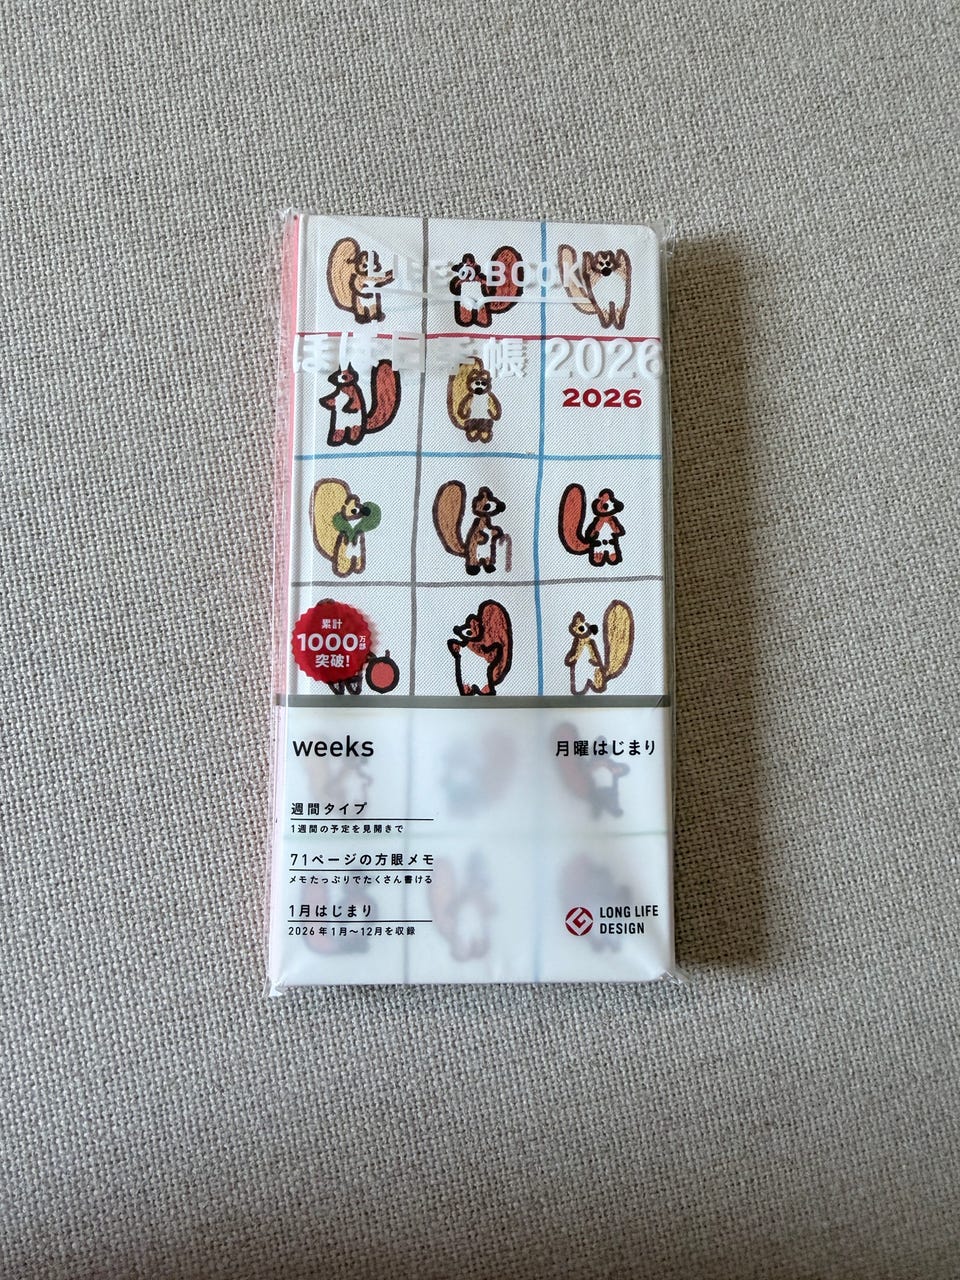 のBOOK
ほぼ日手帳 2026
2026
累計
1000万部
突破!
weeks
月曜はじまり
週間タイプ
1週間の予定を見開きで
71ページの方眼メモ
メモたっぷりでたくさん書ける
1月はじまり
2026年1月〜12月を収録
LONG LIFE
DESIGN